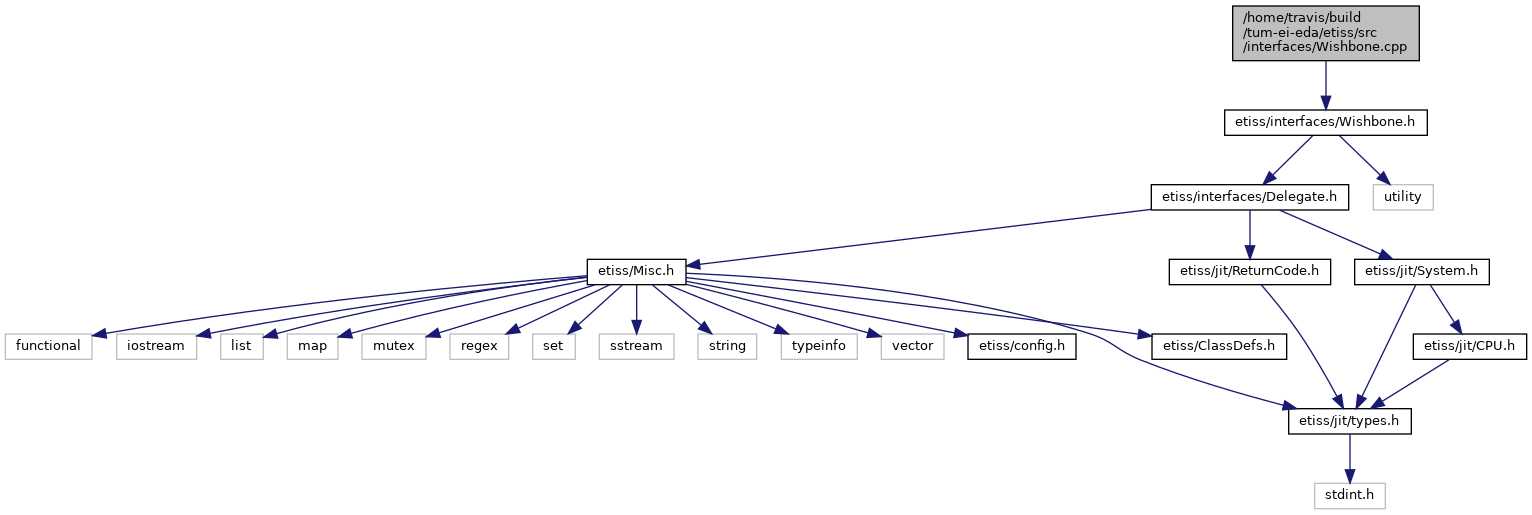 /home/travis/build
/tum-ei-eda/etiss/src
/interfaces/Wishbone.cpp
etiss/interfaces/Wishbone.h
etiss/interfaces/Delegate.h
utility
etiss/Misc.h
etiss/jit/ReturnCode.h
etiss/jit/System.h
functional
iostream
list
map
mutex
regex
set
sstream
string
typeinfo
vector
etiss/config.h
etiss/ClassDefs.h
etiss/jit/CPU.h
etiss/jit/types.h
stdint.h